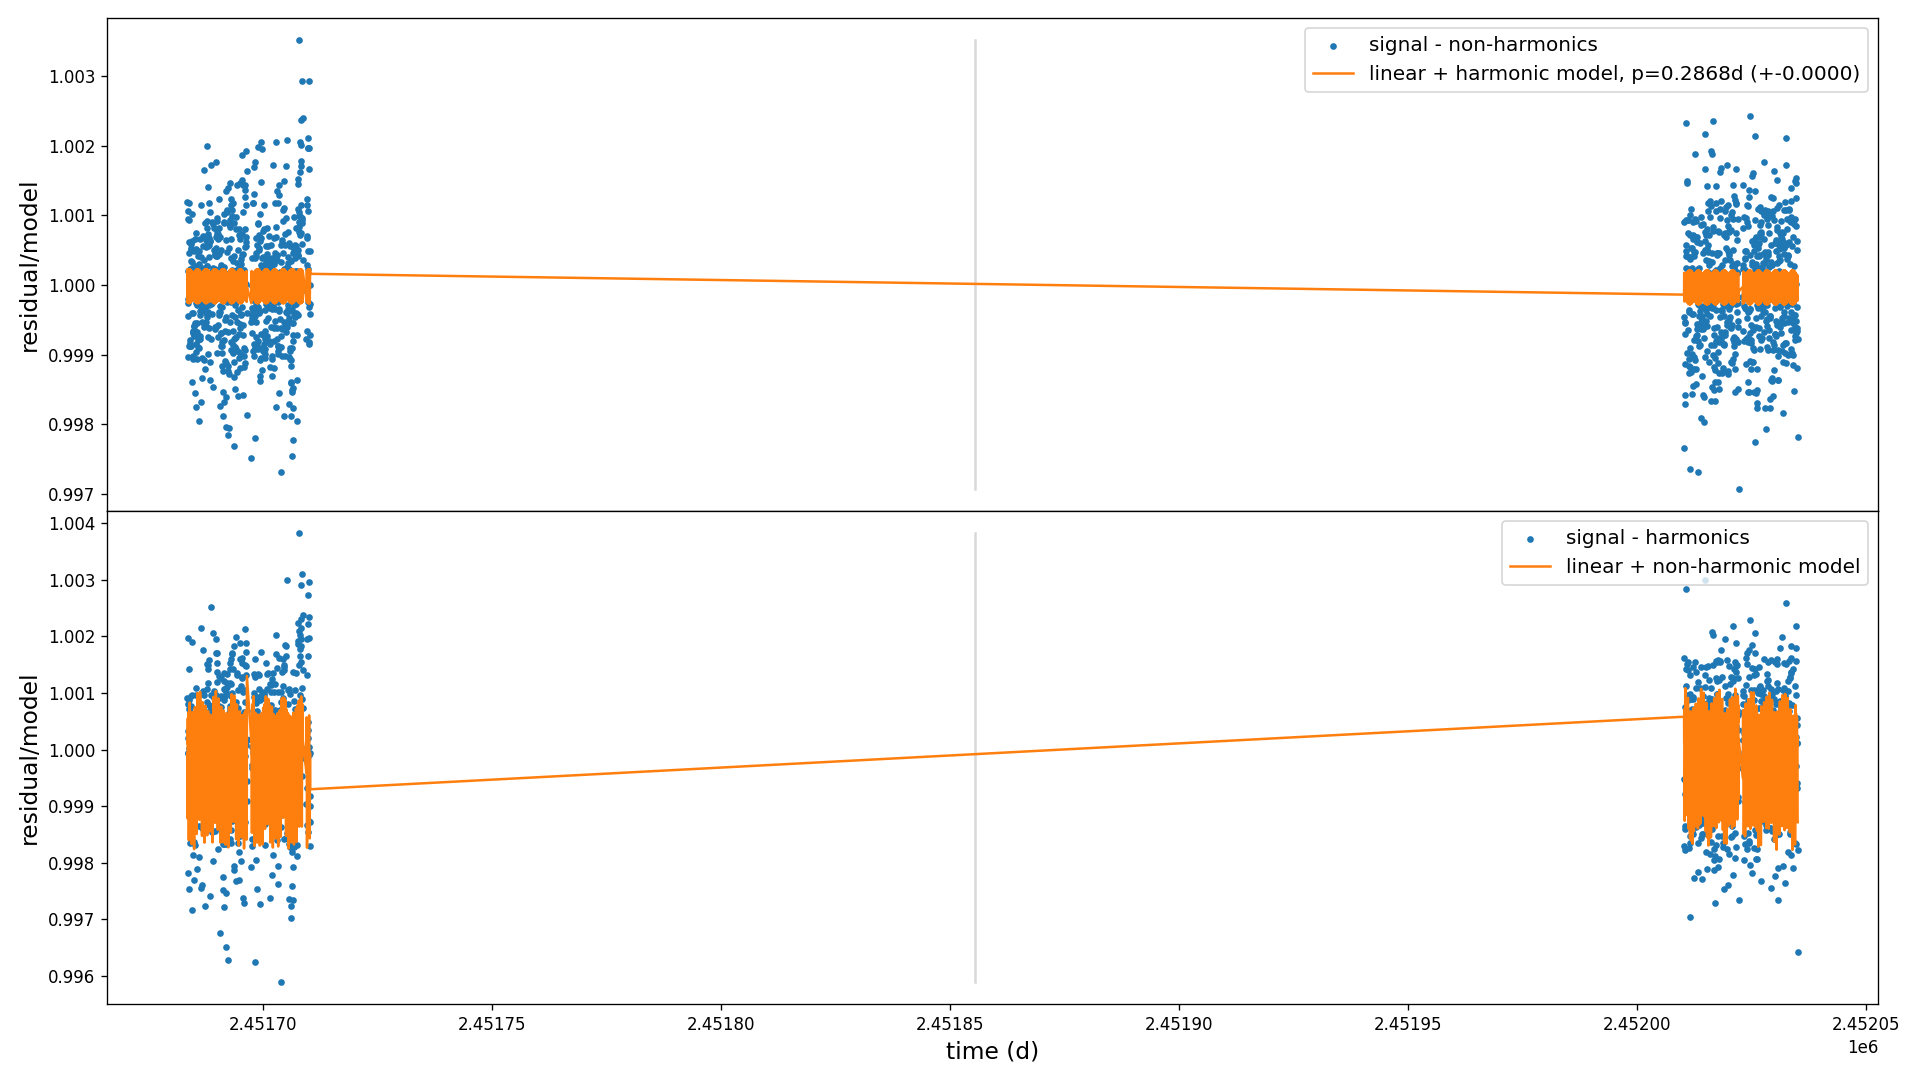 signal - non-harmonics
linear + harmonic model, p=0.2868d (+-0.0000)
residual/model
1.003
1.002
1.001
1.000
0.999
0.998
0.997
signal - harmonics
linear + non-harmonic model
residual/model
1.004
1.003
1.002
1.001
1.000
0.999
0.998
0.997
0.996
2.45170 2.45175 2.45180 2.45185 2.45190 2.45195 2.45200 2.45205
time (d)
1e6